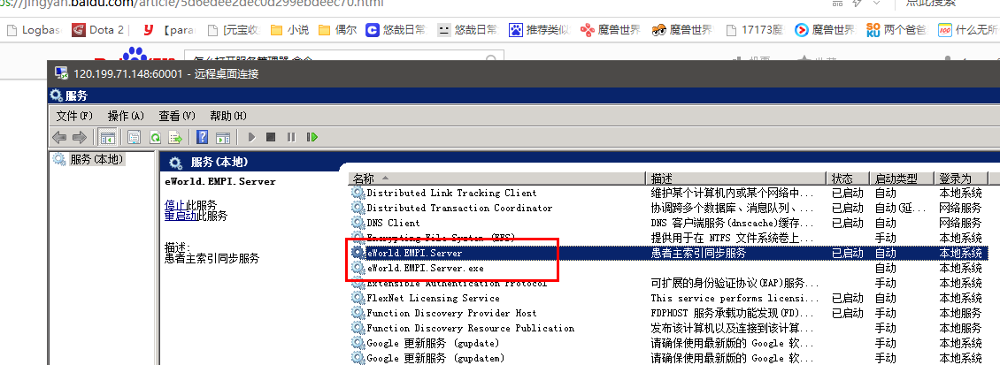 ps://jingyan.baidu.com/article/5d6edee2dec0d299ebdeec70.html
点此搜索
Logbas
Dota 2
[para
[元宝收
小说
偶尔
悠哉日常
悠哉日常
推荐类似
魔兽世界
魔兽世界
17173魔
魔兽世界
两个爸爸
什么无所
120.199.71.148:60001 - 远程桌面连接
服务
文件(F) 操作(A) 查看(V) 帮助(H)
服务(本地)
服务(本地)
eWorld.EMPI.Server
停止此服务
重启动此服务
描述:
患者主索引同步服务
名称 描述 状态 启动类型 登录为
Distributed Link Tracking Client 维护某个计算机内或某个网络中... 已启动 自动 本地系统
Distributed Transaction Coordinator 协调跨多个数据库、消息队列、... 已启动 自动(延... 网络服务
DNS Client DNS 客户端服务(dnscache)缓存... 已启动 自动 网络服务
Encrypting File System (EFS) 提供用于在 NTFS 文件系统卷上... 手动 本地系统
eWorld.EMPI.Server 患者主索引同步服务 已启动 自动 本地系统
eWorld.EMPI.Server.exe 自动 本地系统
Extensible Authentication Protocol 可扩展的身份验证协议(EAP)服务... 手动 本地系统
FlexNet Licensing Service This service performs licensi... 已启动 手动 本地系统
Function Discovery Provider Host FDPHOST 服务承载功能发现(FD)... 已启动 手动 本地服务
Function Discovery Resource Publication 发布该计算机以及连接到该计算... 手动 本地服务
Google 更新服务 (gupdate) 请确保使用最新版的 Google 软... 自动 本地系统
Google 更新服务 (gupdatem) 请确保使用最新版的 Google 软... 手动 本地系统